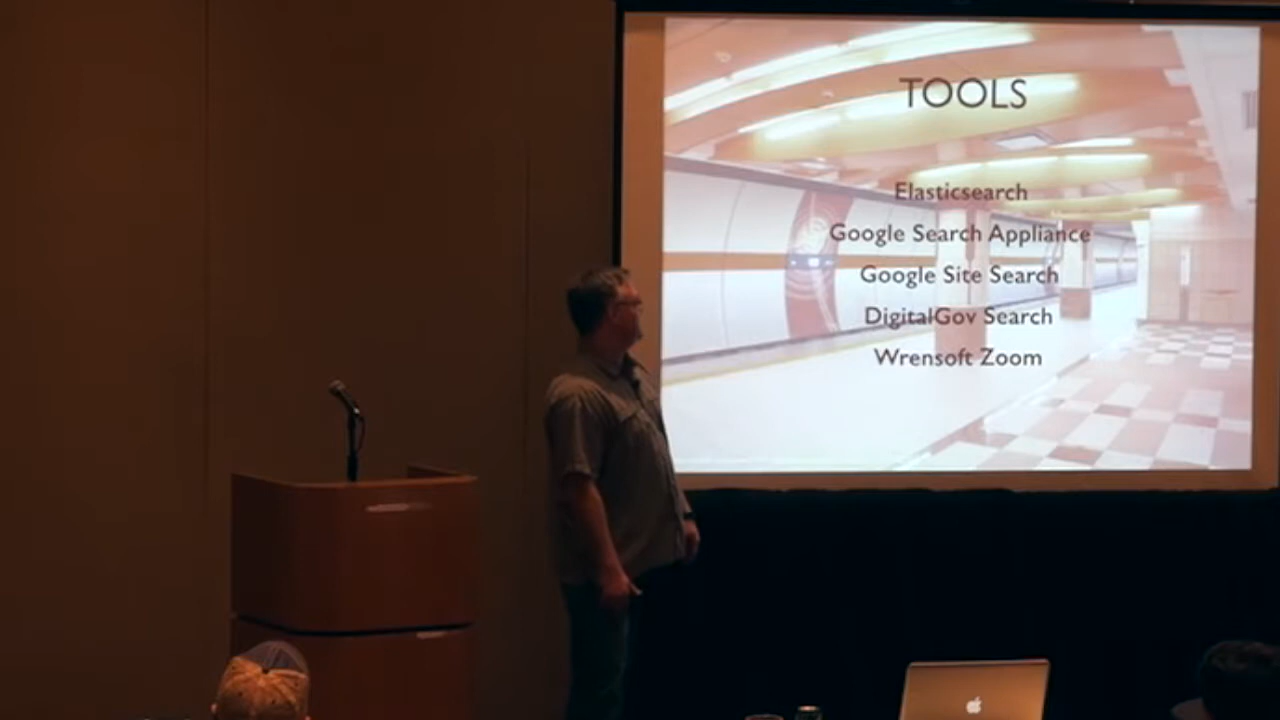 TOOLS
Elasticsearch
Google Search Appliance
Google Site Search
DigitalGov Search
Wrensoft Zoom